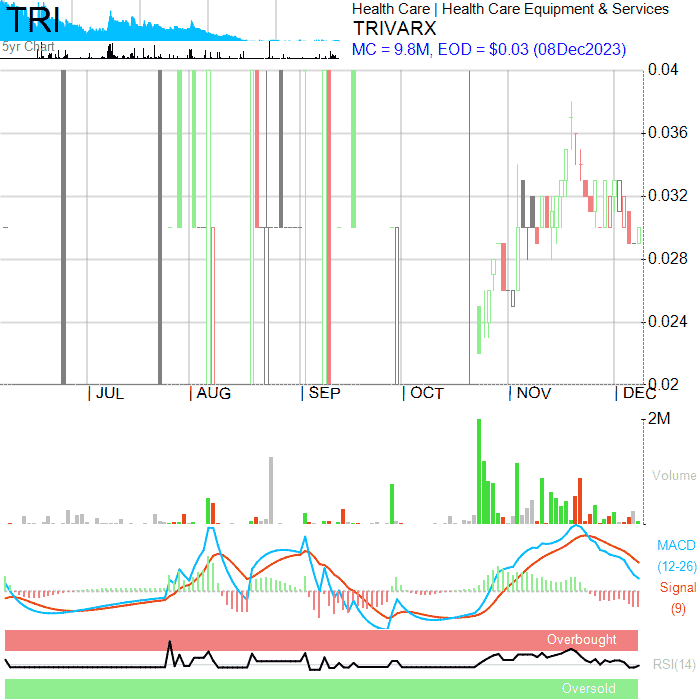 TRI
5yr Chart
Health Care | Health Care Equipment & Services
TRIVARX
MC = 9.8M, EOD = $0.03 (08Dec2023)
0.04
0.036
0.032
0.028
0.024
0.02
JUL
AUG
SEP
OCT
NOV
DEC
2M
Volume
MACD
(12-26)
Signal
(9)
Overbought
RSI(14)
Oversold